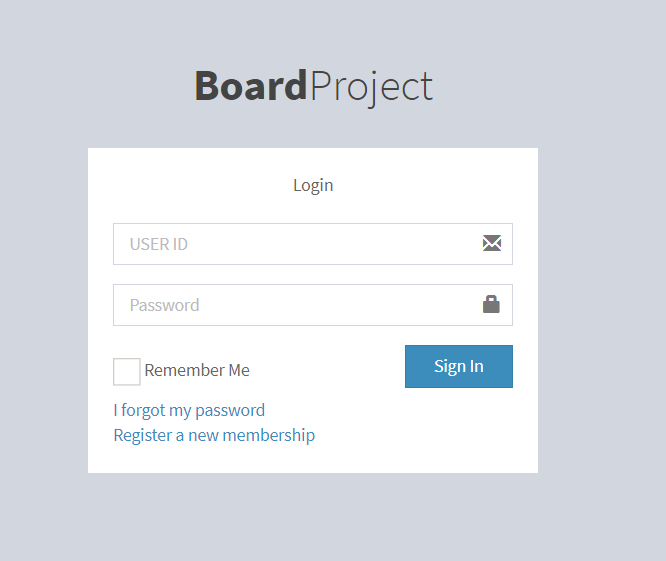 BoardProject
Login
USER ID
Password
Remember Me
Sign In
I forgot my password
Register a new membership